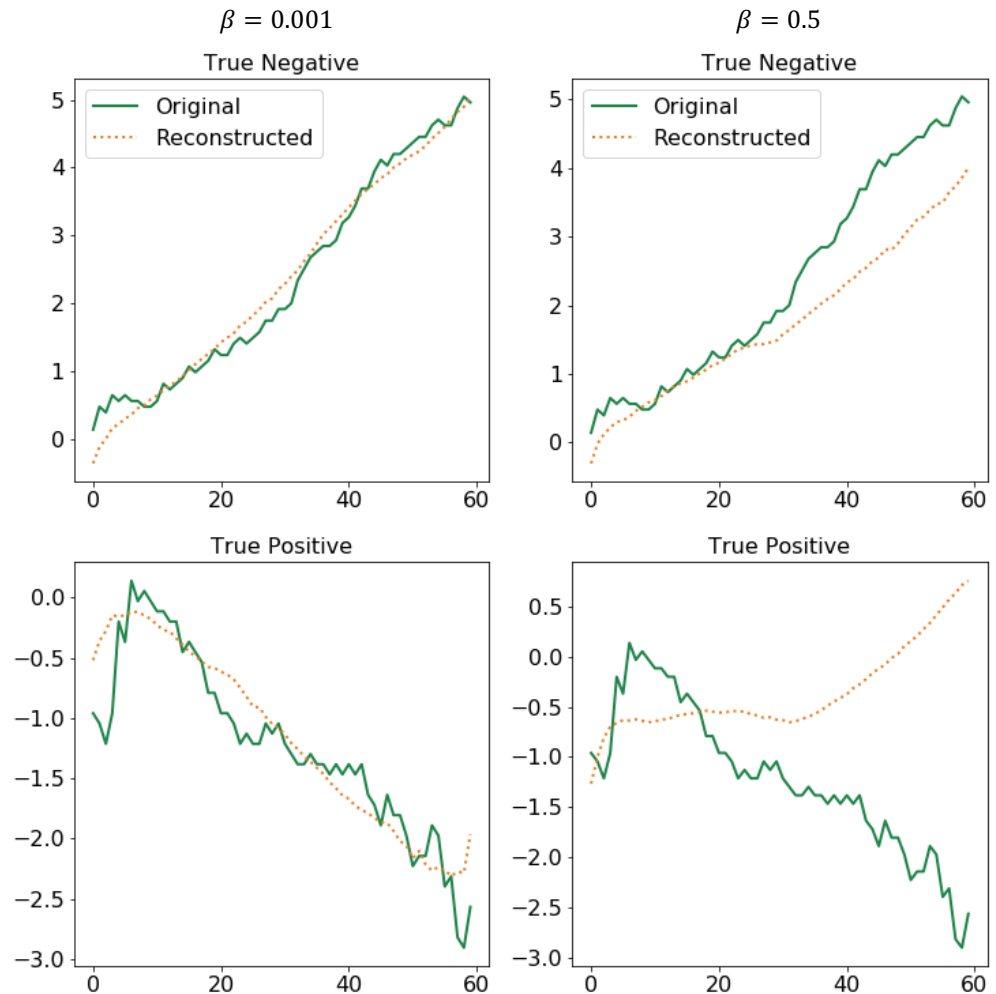 β = 0.001
β = 0.5
True Negative
Original
Reconstructed
5
4
3
2
1
0
0 20 40 60
True Negative
Original
Reconstructed
5
4
3
2
1
0
0 20 40 60
True Positive
0.0
−0.5
−1.0
−1.5
−2.0
−2.5
−3.0
0 20 40 60
True Positive
0.5
0.0
−0.5
−1.0
−1.5
−2.0
−2.5
−3.0
0 20 40 60